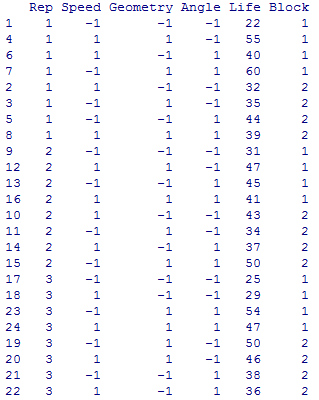 Rep Speed Geometry Angle Life Block
1 1 -1 -1 -1 22 1
4 1 1 1 -1 55 1
6 1 1 -1 1 40 1
7 1 -1 1 1 60 1
2 1 1 -1 -1 32 2
3 1 -1 1 -1 35 2
5 1 -1 -1 1 44 2
8 1 1 1 1 39 2
9 2 -1 -1 -1 31 1
12 2 1 1 -1 47 1
13 2 -1 -1 1 45 1
16 2 1 1 1 41 1
10 2 1 -1 -1 43 2
11 2 -1 1 -1 34 2
14 2 1 -1 1 37 2
15 2 -1 1 1 50 2
17 3 -1 -1 -1 25 1
18 3 1 -1 -1 29 1
23 3 -1 1 1 54 1
24 3 1 1 1 47 1
19 3 -1 1 -1 50 2
20 3 1 1 -1 46 2
21 3 -1 -1 1 38 2
22 3 1 -1 1 36 2